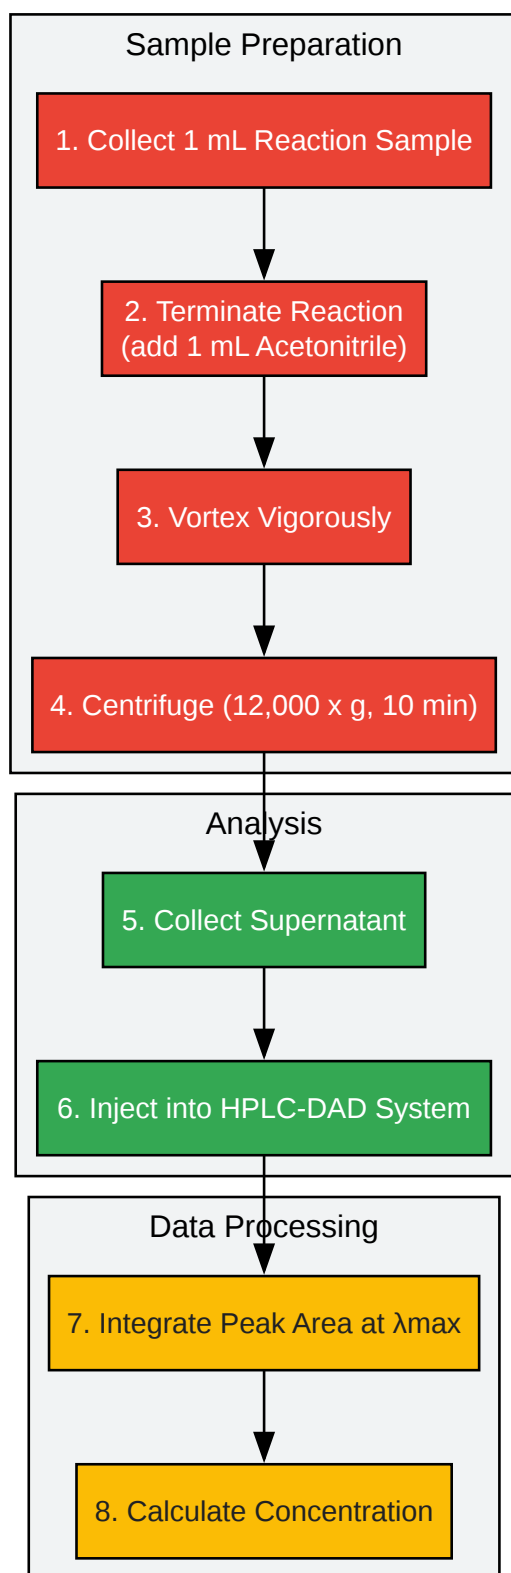 Sample Preparation
1. Collect 1 mL Reaction Sample
2. Terminate Reaction
(add 1 mL Acetonitrile)
3. Vortex Vigorously
4. Centrifuge (12,000 x g, 10 min)
Analysis
5. Collect Supernatant
6. Inject into HPLC-DAD System
Data Processing
7. Integrate Peak Area at λmax
8. Calculate Concentration